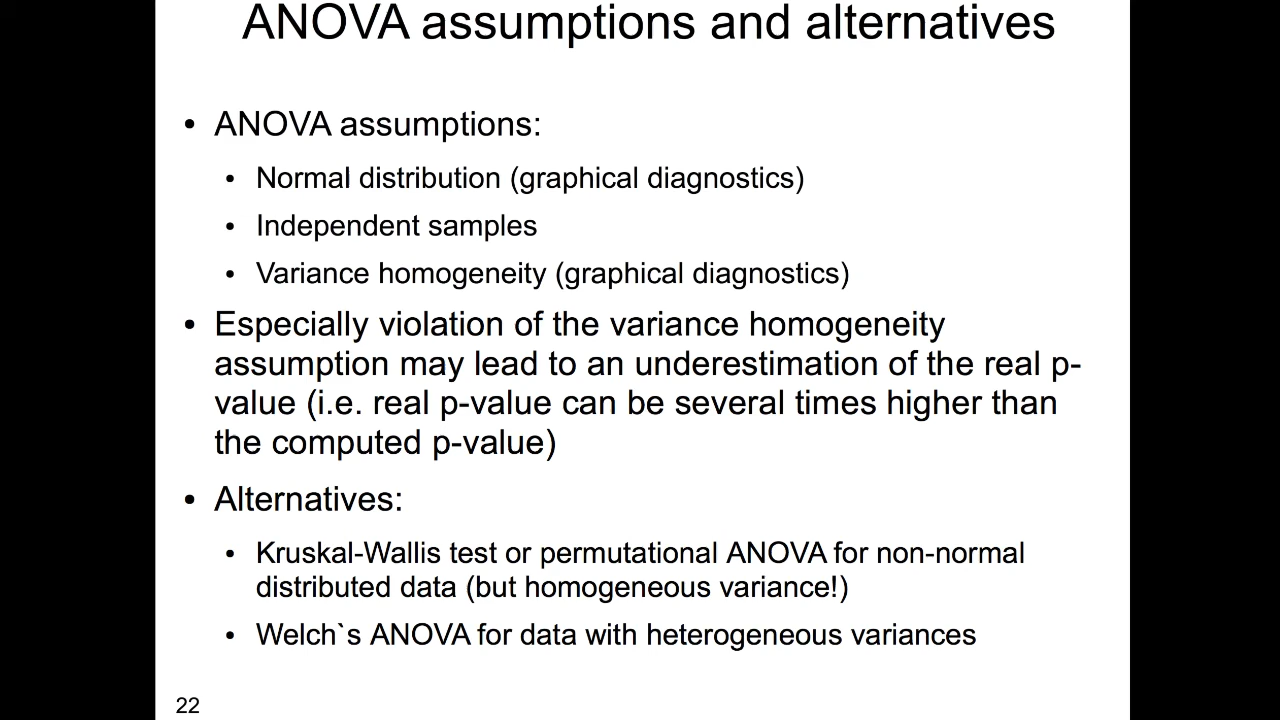 ANOVA assumptions and alternatives
• ANOVA assumptions:
• Normal distribution (graphical diagnostics)
• Independent samples
• Variance homogeneity (graphical diagnostics)
• Especially violation of the variance homogeneity
assumption may lead to an underestimation of the real p-
value (i.e. real p-value can be several times higher than
the computed p-value)
• Alternatives:
• Kruskal-Wallis test or permutational ANOVA for non-normal
distributed data (but homogeneous variance!)
• Welch`s ANOVA for data with heterogeneous variances
22